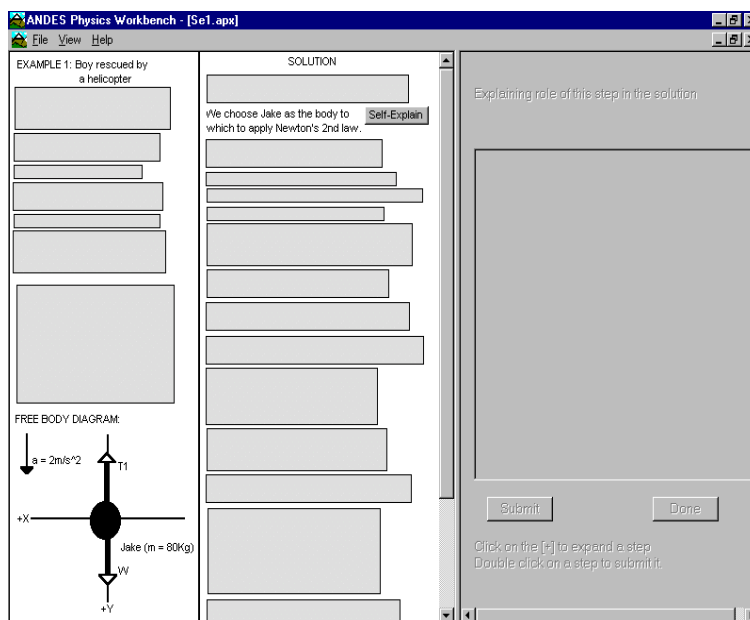 ANDES Physics Workbench - [Se1.apx]
File View Help
EXAMPLE 1: Boy rescued by
a helicopter
FREE BODY DIAGRAM:
a = 2m/s^2
T1
+X
Jake (m = 80Kg)
W
+Y
SOLUTION
We choose Jake as the body to
which to apply Newton's 2nd law.
Self-Explain
Explaining role of this step in the solution
Submit
Done
Click on the [+] to expand a step
Double click on a step to submit it.